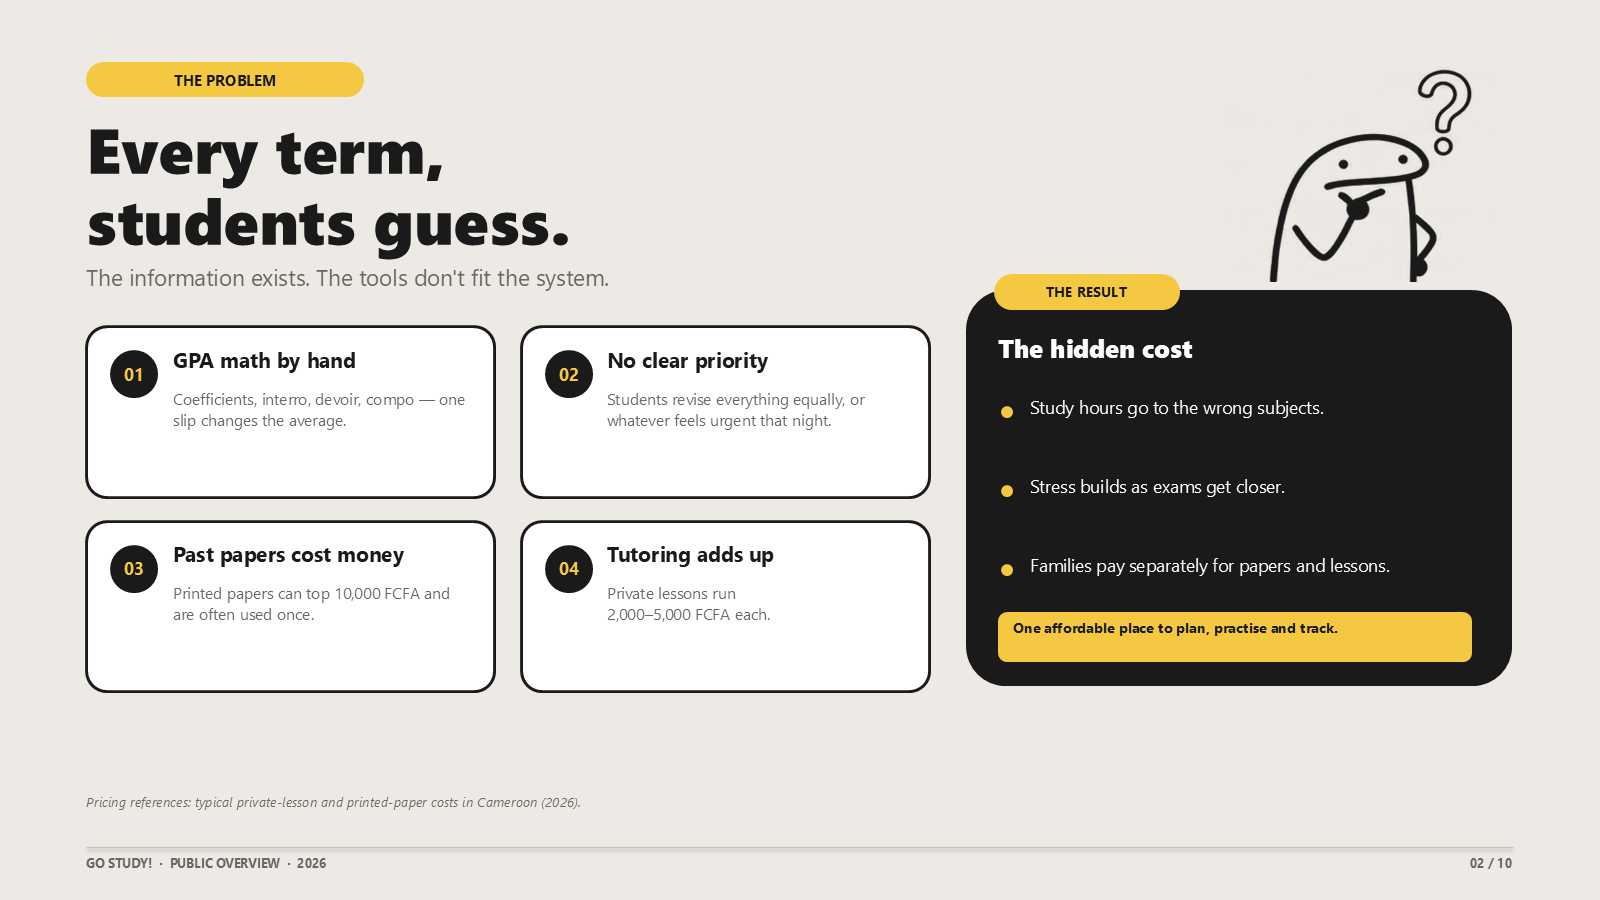 THE PROBLEM
Every term,
students guess.
The information exists. The tools don't fit the system.
01
GPA math by hand
Coefficients, interro, devoir, compo — one
slip changes the average.
02
No clear priority
Students revise everything equally, or
whatever feels urgent that night.
03
Past papers cost money
Printed papers can top 10,000 FCFA and
are often used once.
04
Tutoring adds up
Private lessons run
2,000–5,000 FCFA each.
?
THE RESULT
The hidden cost
Study hours go to the wrong subjects.
Stress builds as exams get closer.
Families pay separately for papers and lessons.
One affordable place to plan, practise and track.
Pricing references: typical private-lesson and printed-paper costs in Cameroon (2026).
GO STUDY! · PUBLIC OVERVIEW · 2026
02 / 10